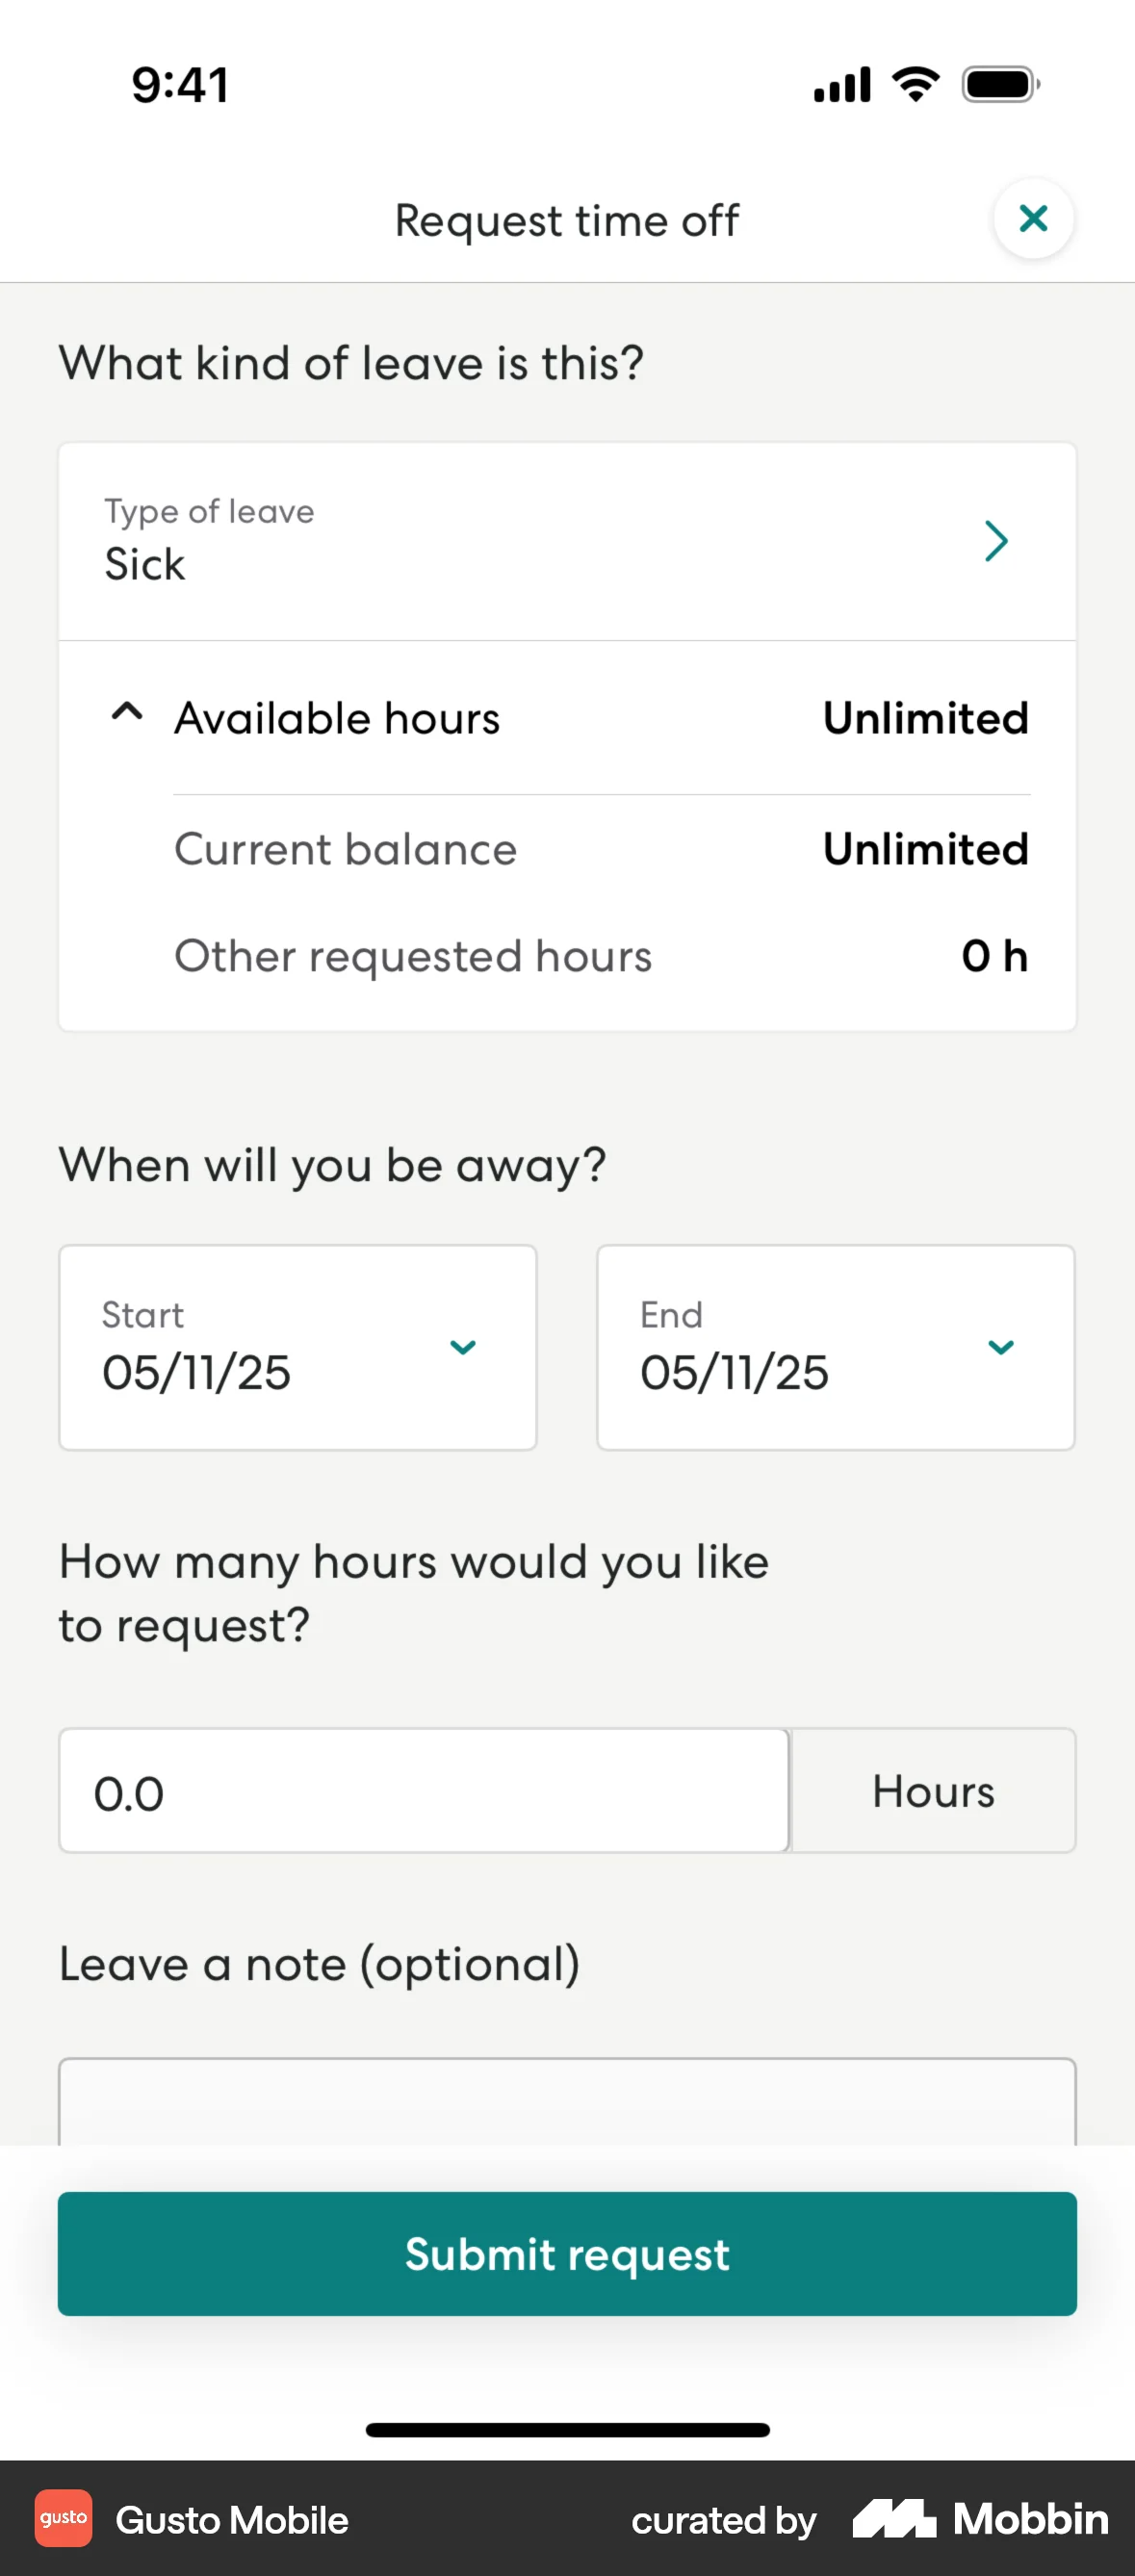 9:41
Request time off
What kind of leave is this?
Type of leave
Sick
Available hours Unlimited
Current balance Unlimited
Other requested hours 0 h
When will you be away?
Start End
05/11/25 05/11/25
How many hours would you like
to request?
0.0 Hours
Leave a note (optional)
Submit request
gusto Gusto Mobile curated by Mobbin